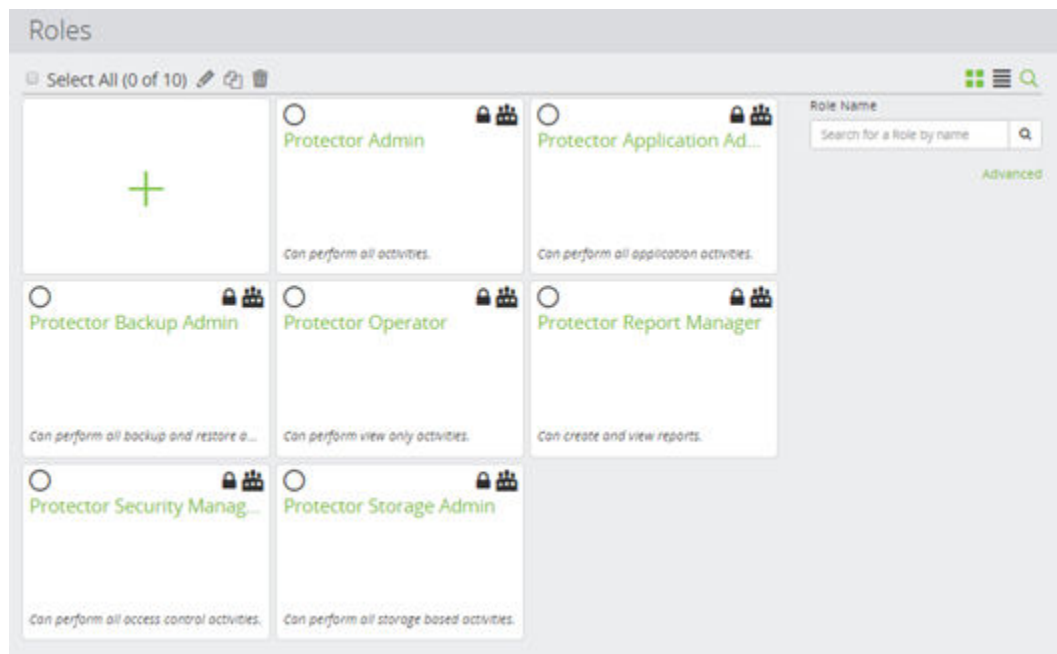 Roles
Select All (0 of 10)
Protector Admin
Can perform all activities.
Protector Application Ad...
Can perform all application activities.
Role Name
Search for a Role by name
Advanced
Protector Backup Admin
Can perform all backup and restore a...
Protector Operator
Can perform view only activities.
Protector Report Manager
Can create and view reports.
Protector Security Manag...
Can perform all access control activities.
Protector Storage Admin
Can perform all storage based activities.